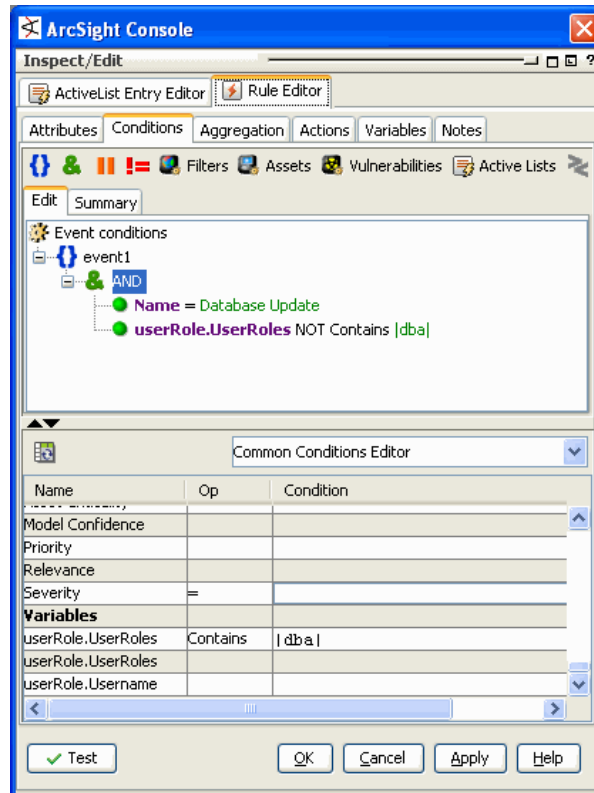 ArcSight Console
Inspect/Edit
ActiveList Entry Editor Rule Editor
Attributes Conditions Aggregation Actions Variables Notes
{} & || != Filters Assets Vulnerabilities Active Lists
Edit Summary
Event conditions
{} event1
& AND
Name = Database Update
userRole.UserRoles NOT Contains |dba|
Common Conditions Editor
Name Op Condition
Model Confidence
Priority
Relevance
Severity =
Variables
userRole.UserRoles Contains |dba|
userRole.UserRoles
userRole.Username
Test OK Cancel Apply Help